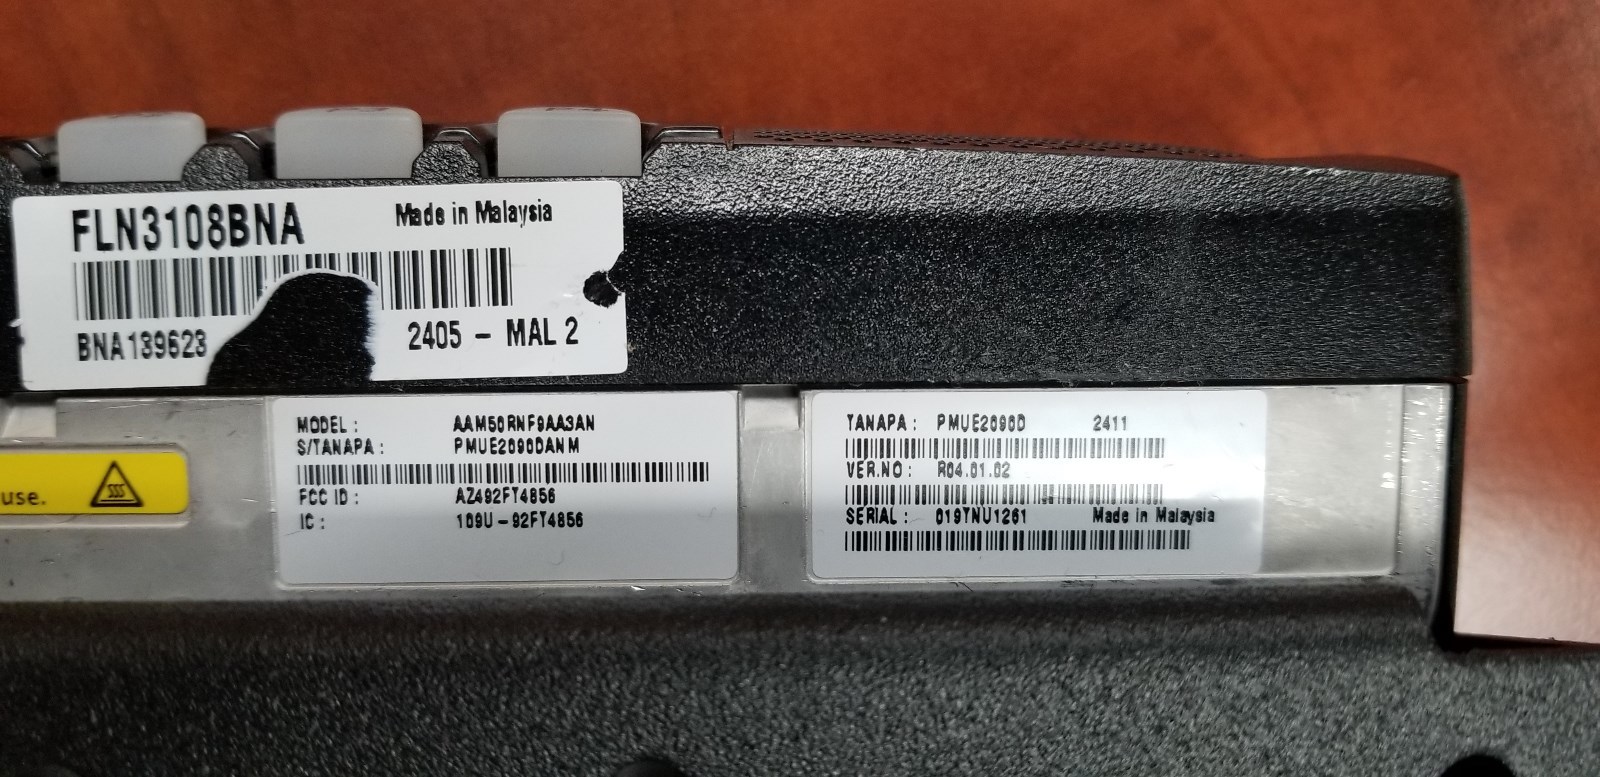 FLN3108BNA Made in Malaysia
BNA139623 2405 - MAL 2
use.
MODEL : AAM50RNF9AA3AN
S/TANAPA : PMUE2090DANM
FCC ID : AZ492FT4856
IC : 109U-92FT4856
TANAPA : PMUE2090D 2411
VER.NO : R04.01.02
SERIAL : 019TNU1261 Made in Malaysia